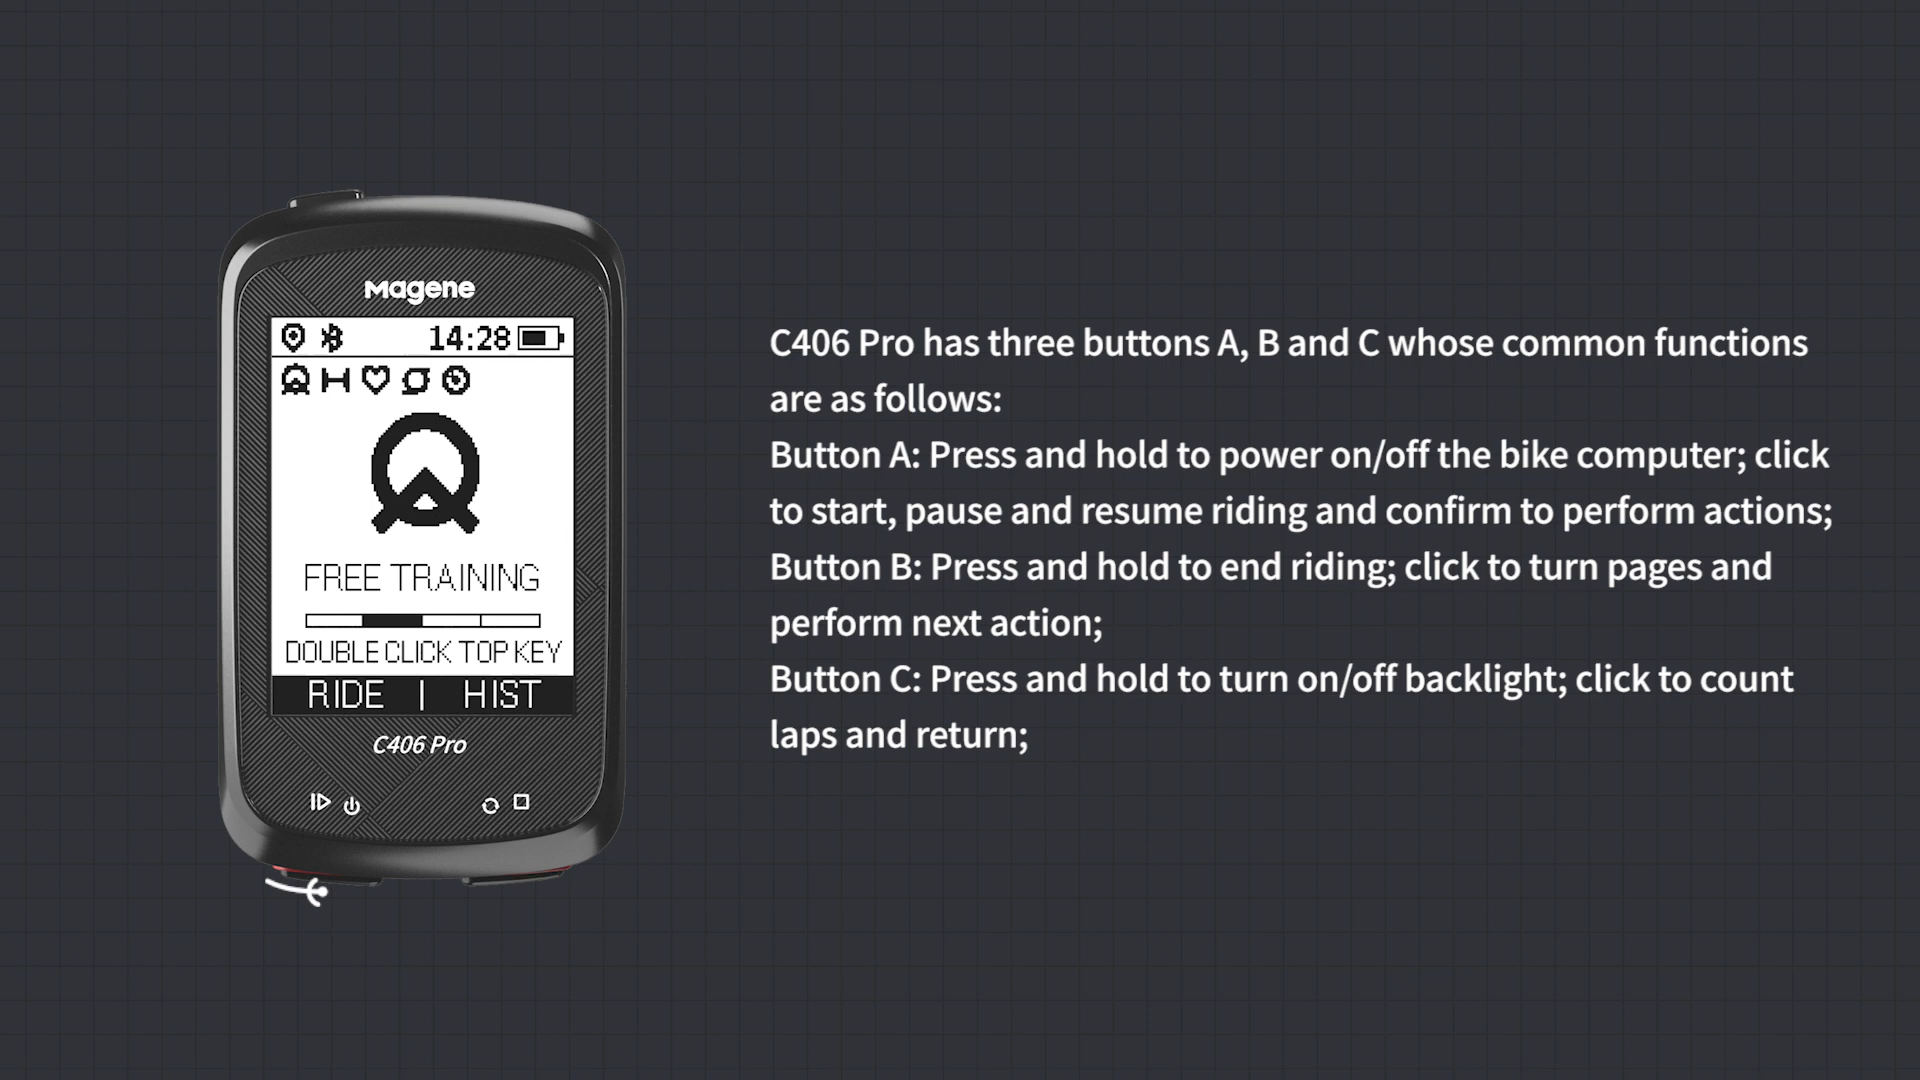 Magene
14:28
FREE TRAINING
DOUBLE CLICK TOP KEY
RIDE | HIST
C406 Pro
C406 Pro has three buttons A, B and C whose common functions
are as follows:
Button A: Press and hold to power on/off the bike computer; click
to start, pause and resume riding and confirm to perform actions;
Button B: Press and hold to end riding; click to turn pages and
perform next action;
Button C: Press and hold to turn on/off backlight; click to count
laps and return;